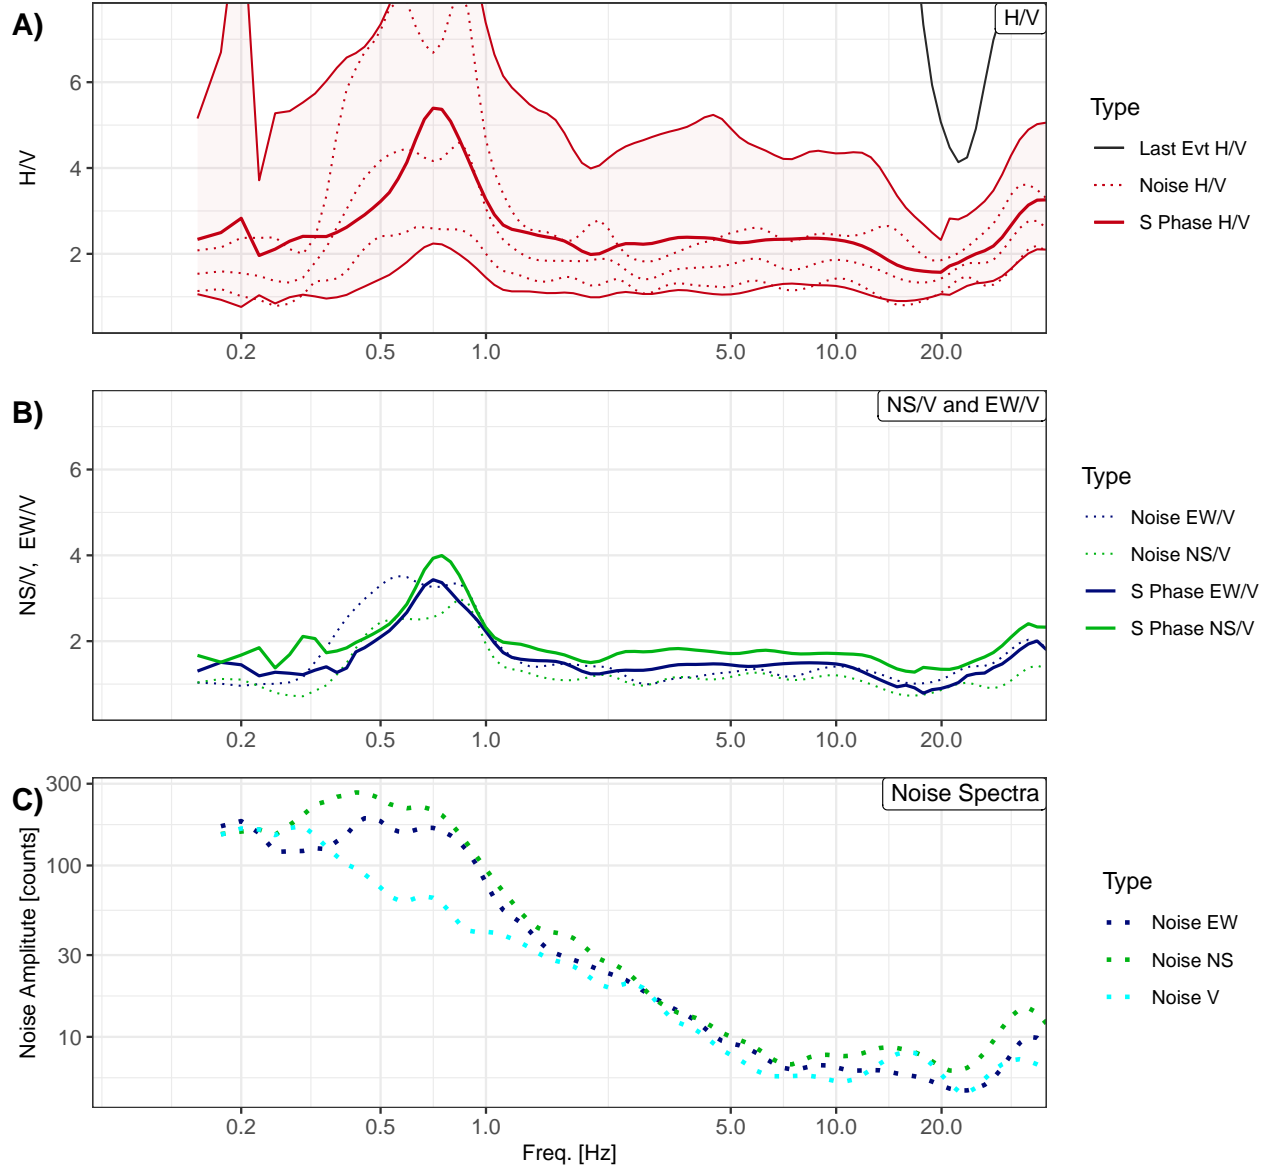 A)
H/V
6
4
2
H/V
0.2 0.5 1.0 5.0 10.0 20.0
Type
Last Evt H/V
Noise H/V
S Phase H/V
B)
NS/V and EW/V
6
4
2
NS/V, EW/V
0.2 0.5 1.0 5.0 10.0 20.0
Type
Noise EW/V
Noise NS/V
S Phase EW/V
S Phase NS/V
C)
Noise Spectra
300
100
30
10
Noise Amplitute [counts]
0.2 0.5 1.0 5.0 10.0 20.0
Freq. [Hz]
Type
Noise EW
Noise NS
Noise V